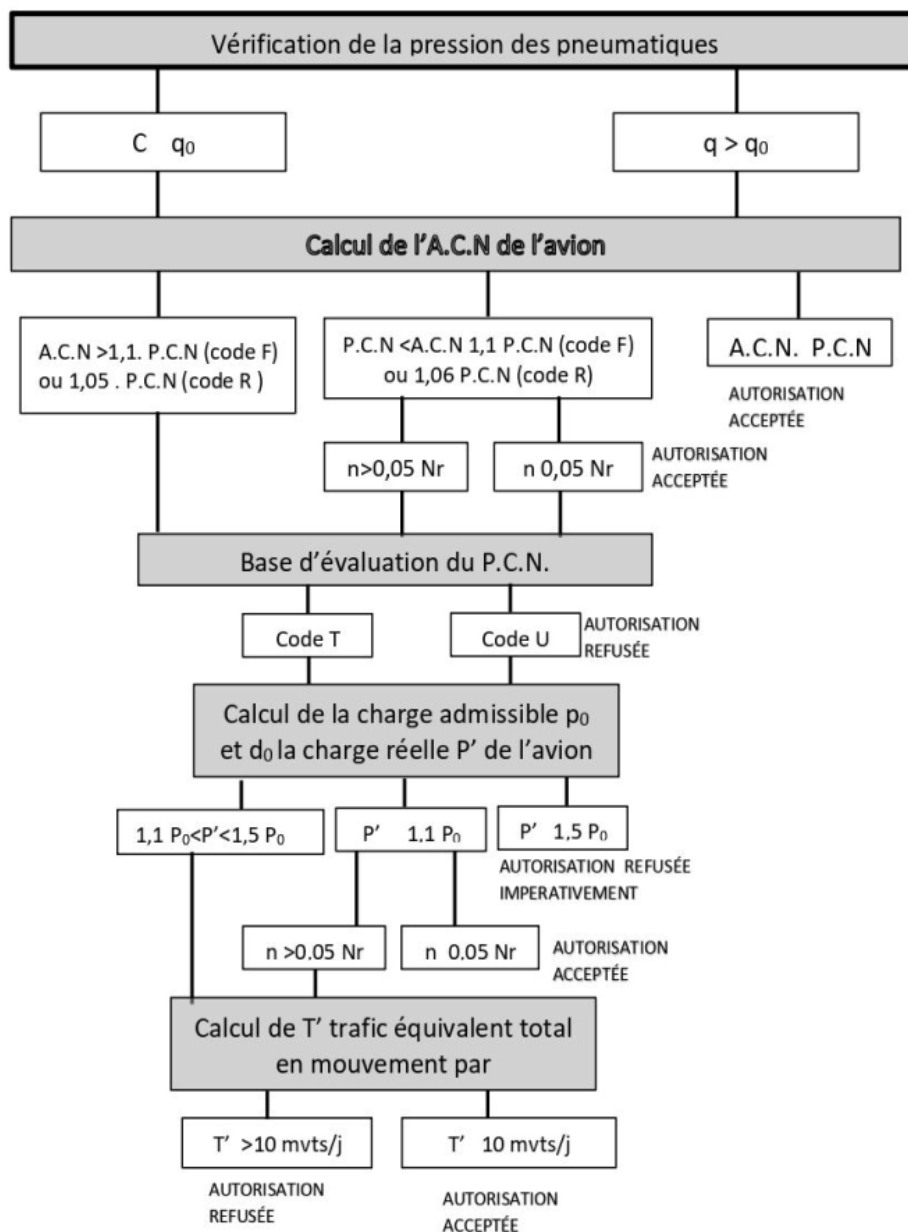 Vérification de la pression des pneumatiques
C q₀
q > q₀
Calcul de l'A.C.N de l'avion
A.C.N >1,1. P.C.N (code F)
ou 1,05 . P.C.N (code R )
P.C.N <A.C.N 1,1 P.C.N (code F)
ou 1,06 P.C.N (code R)
A.C.N. P.C.N
AUTORISATION
ACCEPTÉE
n>0,05 Nr
n 0,05 Nr
AUTORISATION
ACCEPTÉE
Base d'évaluation du P.C.N.
Code T
Code U
AUTORISATION
REFUSÉE
Calcul de la charge admissible p₀
et d₀ la charge réelle P' de l'avion
1,1 P₀<P'<1,5 P₀
P' 1,1 P₀
P' 1,5 P₀
AUTORISATION REFUSÉE
IMPERATIVEMENT
n >0,05 Nr
n 0,05 Nr
AUTORISATION
ACCEPTÉE
Calcul de T' trafic équivalent total
en mouvement par
T' >10 mvts/j
T' 10 mvts/j
AUTORISATION
REFUSÉE
AUTORISATION
ACCEPTÉE